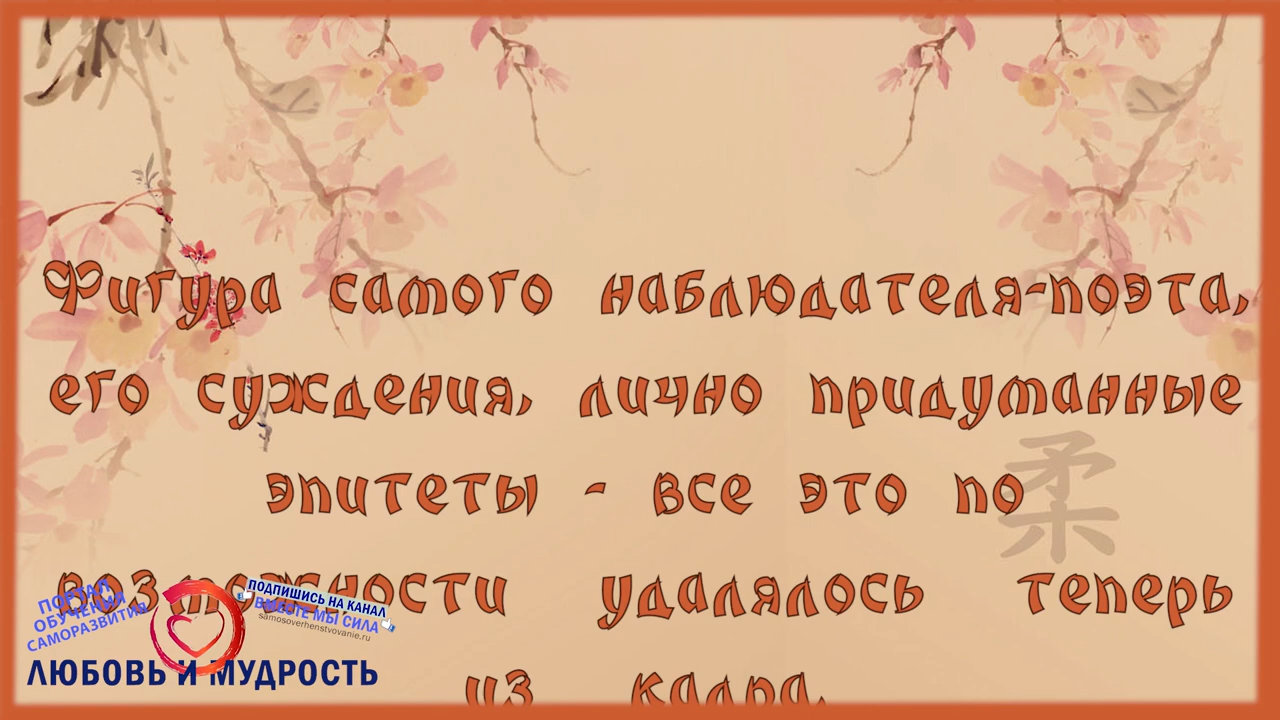 Фигура самого наблюдателя-поэта,
его суждения, лично придуманные
эпитеты - все это по
柔
возможности удалялось теперь
из кадра.
ПОРТАЛ
ОБУЧЕНИЯ
САМОРАЗВИТИЯ
ПОДПИШИСЬ НА КАНАЛ
ВМЕСТЕ МЫ СИЛА
samosoverhenstvovanie.ru
ЛЮБОВЬ И МУДРОСТЬ